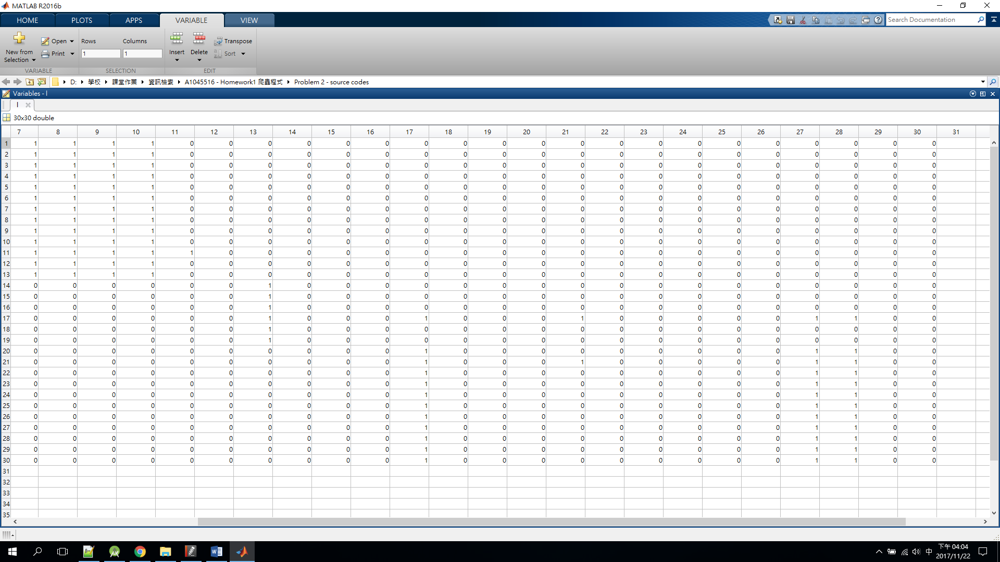 MATLAB R2016b
HOME PLOTS APPS VARIABLE VIEW
Search Documentation
New from Selection
Open
Print
Rows Columns
1 1
Insert Delete Transpose
Sort
VARIABLE SELECTION EDIT
D: 學校 課堂作業 資訊檢索 A1045516 - Homework1 爬蟲程式 Problem 2 - source codes
Variables - l
l
30x30 double
7 8 9 10 11 12 13 14 15 16 17 18 19 20 21 22 23 24 25 26 27 28 29 30 31
1 1 1 1 1 0 0 0 0 0 0 0 0 0 0 0 0 0 0 0 0 0 0 0 0
2 1 1 1 1 0 0 0 0 0 0 0 0 0 0 0 0 0 0 0 0 0 0 0 0
3 1 1 1 1 0 0 0 0 0 0 0 0 0 0 0 0 0 0 0 0 0 0 0 0
4 1 1 1 1 0 0 0 0 0 0 0 0 0 0 0 0 0 0 0 0 0 0 0 0
5 1 1 1 1 0 0 0 0 0 0 0 0 0 0 0 0 0 0 0 0 0 0 0 0
6 1 1 1 1 0 0 0 0 0 0 0 0 0 0 0 0 0 0 0 0 0 0 0 0
7 1 1 1 1 0 0 0 0 0 0 0 0 0 0 0 0 0 0 0 0 0 0 0 0
8 1 1 1 1 0 0 0 0 0 0 0 0 0 0 0 0 0 0 0 0 0 0 0 0
9 1 1 1 1 0 0 0 0 0 0 0 0 0 0 0 0 0 0 0 0 0 0 0 0
10 1 1 1 1 0 0 0 0 0 0 0 0 0 0 0 0 0 0 0 0 0 0 0 0
11 1 1 1 1 1 0 0 0 0 0 0 0 0 0 0 0 0 0 0 0 0 0 0 0
12 1 1 1 1 0 0 0 0 0 0 0 0 0 0 0 0 0 0 0 0 0 0 0 0
13 1 1 1 1 0 0 0 0 0 0 0 0 0 0 0 0 0 0 0 0 0 0 0 0
14 0 0 0 0 0 0 1 0 0 0 0 0 0 0 0 0 0 0 0 0 0 0 0 0
15 0 0 0 0 0 0 1 0 0 0 0 0 0 0 0 0 0 0 0 0 0 0 0 0
16 0 0 0 0 0 0 1 0 0 0 0 0 0 0 0 0 0 0 0 0 0 0 0 0
17 0 0 0 0 0 0 1 0 0 0 1 0 0 0 1 0 0 0 0 0 1 1 0 0
18 0 0 0 0 0 0 1 0 0 0 0 0 0 0 0 0 0 0 0 0 0 0 0 0
19 0 0 0 0 0 0 1 0 0 0 0 0 0 0 0 0 0 0 0 0 0 0 0 0
20 0 0 0 0 0 0 0 0 0 0 1 0 0 0 0 0 0 0 0 0 1 1 0 0
21 0 0 0 0 0 0 0 0 0 0 1 0 0 0 1 0 0 0 0 0 1 1 0 0
22 0 0 0 0 0 0 0 0 0 0 1 0 0 0 0 0 0 0 0 0 1 1 0 0
23 0 0 0 0 0 0 0 0 0 0 1 0 0 0 0 0 0 0 0 0 1 1 0 0
24 0 0 0 0 0 0 0 0 0 0 1 0 0 0 0 0 0 0 0 0 1 1 0 0
25 0 0 0 0 0 0 0 0 0 0 1 0 0 0 0 0 0 0 0 0 1 1 0 0
26 0 0 0 0 0 0 0 0 0 0 1 0 0 0 0 0 0 0 0 0 1 1 0 0
27 0 0 0 0 0 0 0 0 0 0 1 0 0 0 0 0 0 0 0 0 1 1 0 0
28 0 0 0 0 0 0 0 0 0 0 1 0 0 0 0 0 0 0 0 0 1 1 0 0
29 0 0 0 0 0 0 0 0 0 0 1 0 0 0 0 0 0 0 0 0 1 1 0 0
30 0 0 0 0 0 0 0 0 0 0 1 0 0 0 0 0 0 0 0 0 1 1 0 0
31
32
33
34
35
中
下午 04:04
2017/11/22